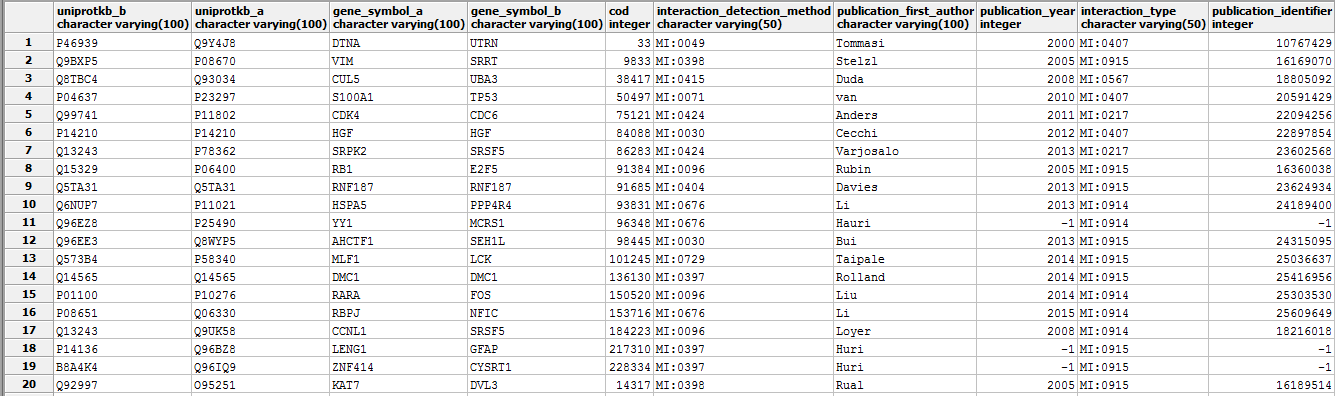 uniprotkb_b uniprotkb_a gene_symbol_a gene_symbol_b cod interaction_detection_method publication_first_author publication_year interaction_type publication_identifier
character varying(100) character varying(100) character varying(100) character varying(100) integer character varying(50) character varying(100) integer character varying(50) integer
1 P46939 Q9Y4J8 DTNA UTRN 33 MI:0049 Tommasi 2000 MI:0407 10767429
2 Q9BXP5 P08670 VIM SRRT 9833 MI:0398 Stelzl 2005 MI:0915 16169070
3 Q8TBC4 Q93034 CUL5 UBA3 38417 MI:0415 Duda 2008 MI:0567 18805092
4 P04637 P23297 S100A1 TP53 50497 MI:0071 van 2010 MI:0407 20591429
5 Q99741 P11802 CDK4 CDC6 75121 MI:0424 Anders 2011 MI:0217 22094256
6 P14210 P14210 HGF HGF 84088 MI:0030 Cecchi 2012 MI:0407 22897854
7 Q13243 P78362 SRPK2 SRSF5 86283 MI:0424 Varjosalo 2013 MI:0217 23602568
8 Q15329 P06400 RB1 E2F5 91384 MI:0096 Rubin 2005 MI:0915 16360038
9 Q5TA31 Q5TA31 RNF187 RNF187 91685 MI:0404 Davies 2013 MI:0915 23624934
10 Q6NUP7 P11021 HSPA5 PPP4R4 93831 MI:0676 Li 2013 MI:0914 24189400
11 Q96EZ8 P25490 YY1 MCRS1 96348 MI:0676 Hauri -1 MI:0914 -1
12 Q96EE3 Q8WYP5 AHCTF1 SEH1L 98445 MI:0030 Bui 2013 MI:0915 24315095
13 Q573B4 P58340 MLF1 LCK 101245 MI:0729 Taipale 2014 MI:0915 25036637
14 Q14565 Q14565 DMC1 DMC1 136130 MI:0397 Rolland 2014 MI:0915 25416956
15 P01100 P10276 RARA FOS 150520 MI:0096 Liu 2014 MI:0914 25303530
16 P08651 Q06330 RBPJ NFIC 153716 MI:0676 Li 2015 MI:0914 25609649
17 Q13243 Q9UK58 CCNL1 SRSF5 184223 MI:0096 Loyer 2008 MI:0914 18216018
18 P14136 Q96BZ8 LENG1 GFAP 217310 MI:0397 Huri -1 MI:0915 -1
19 B8A4K4 Q96IQ9 ZNF414 CYSRT1 228334 MI:0397 Huri -1 MI:0915 -1
20 Q92997 O95251 KAT7 DVL3 14317 MI:0398 Rual 2005 MI:0915 16189514